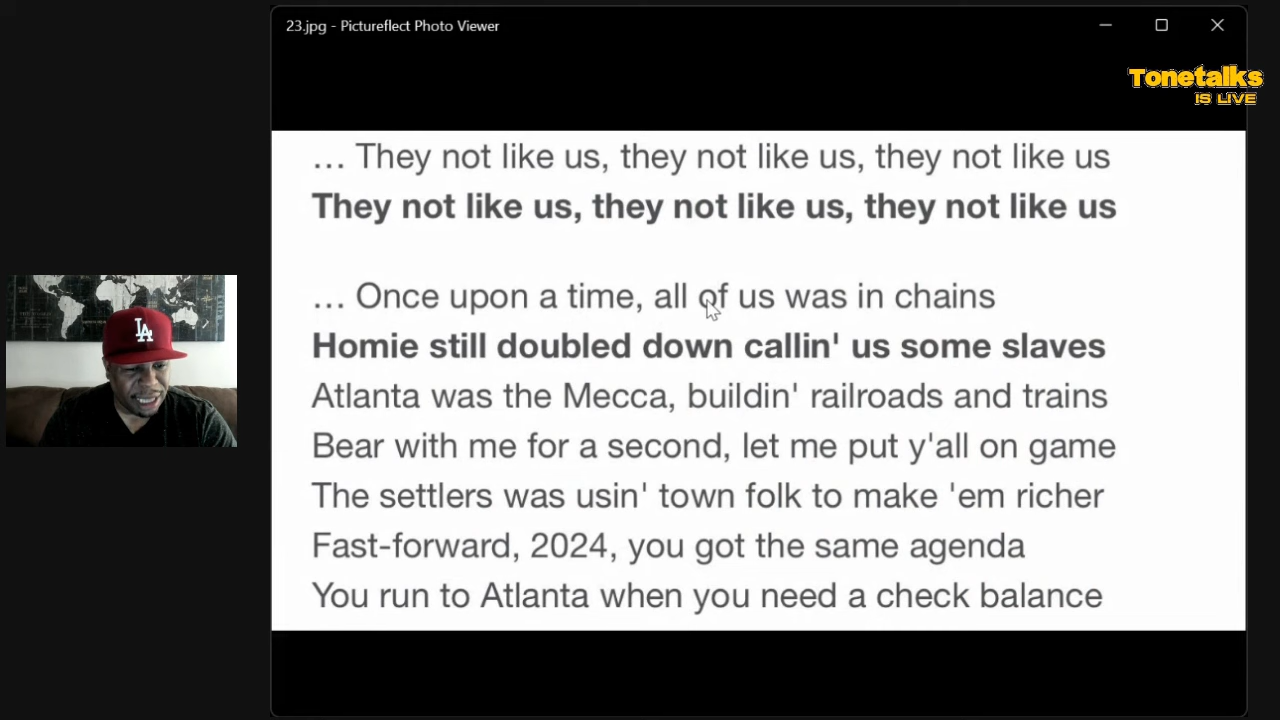 23.jpg - Pictureflect Photo Viewer
Tonetalks
IS LIVE
… They not like us, they not like us, they not like us
They not like us, they not like us, they not like us
… Once upon a time, all of us was in chains
Homie still doubled down callin' us some slaves
Atlanta was the Mecca, buildin' railroads and trains
Bear with me for a second, let me put y'all on game
The settlers was usin' town folk to make 'em richer
Fast-forward, 2024, you got the same agenda
You run to Atlanta when you need a check balance
LA